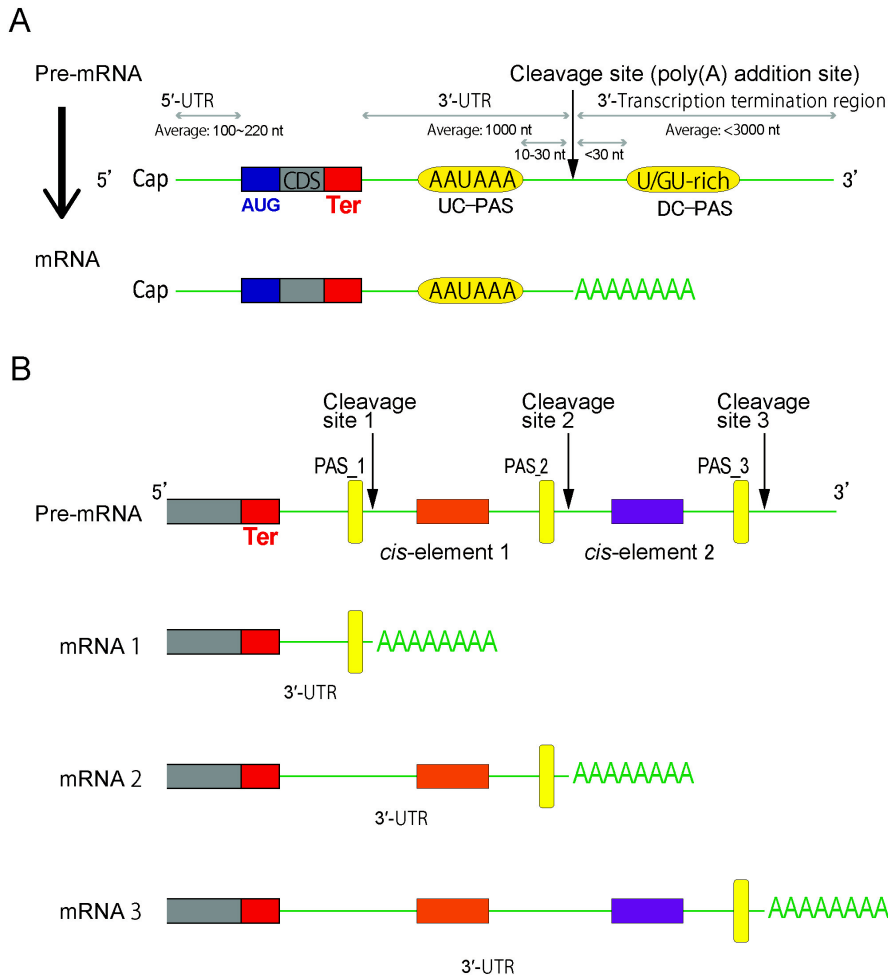 A
Pre-mRNA
Cleavage site (poly(A) addition site)
5′-UTR
3′-UTR
3′-Transcription termination region
Average: 100~220 nt
Average: 1000 nt
Average: <3000 nt
10-30 nt
<30 nt
5’
Cap
CDS
AAUAAA
U/GU-rich
3’
AUG
Ter
UC–PAS
DC–PAS
mRNA
Cap
AAUAAA
AAAAAAAA
B
Cleavage
site 1
Cleavage
site 2
Cleavage
site 3
PAS_1
PAS_2
PAS_3
5’
3’
Pre-mRNA
Ter
cis-element 1
cis-element 2
mRNA 1
AAAAAAAA
3′-UTR
mRNA 2
AAAAAAAA
3′-UTR
mRNA 3
AAAAAAAA
3′-UTR